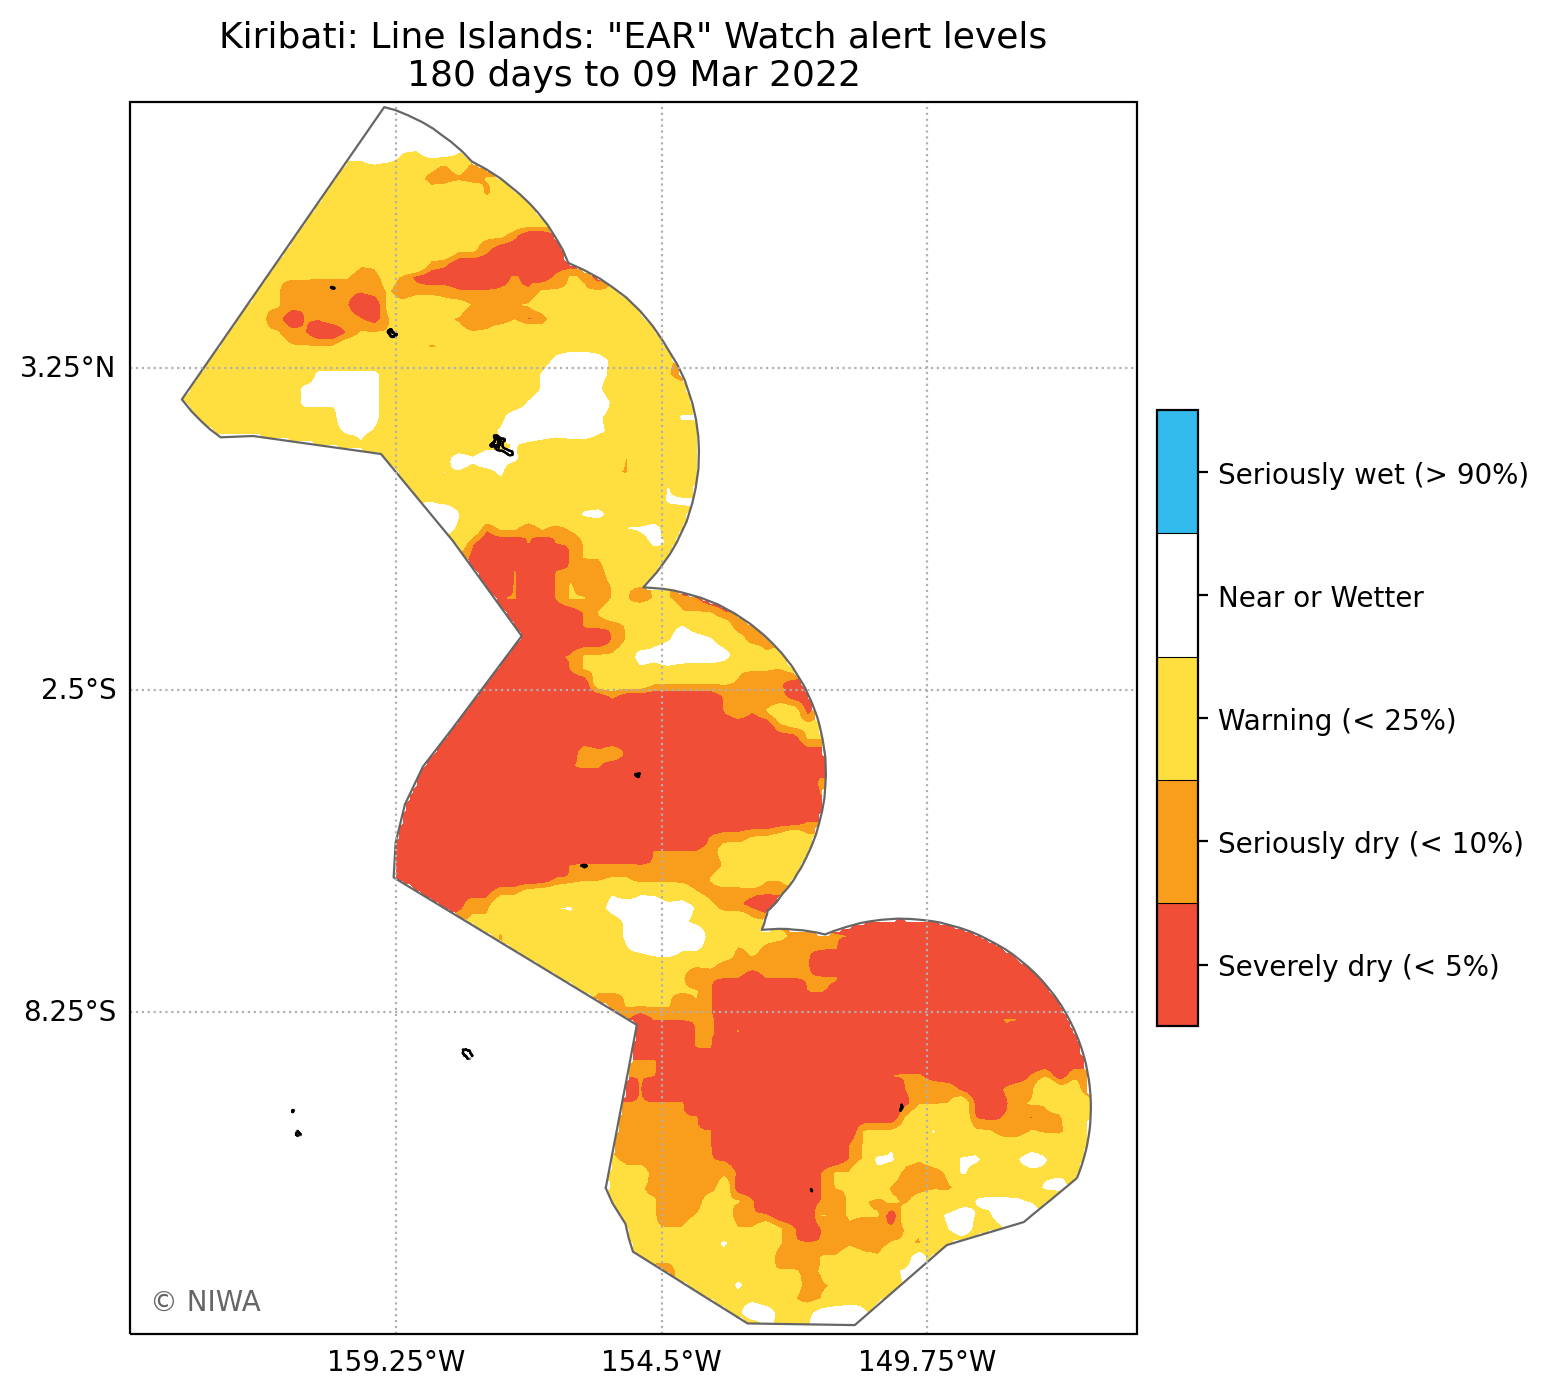 Kiribati: Line Islands: "EAR" Watch alert levels
180 days to 09 Mar 2022
3.25°N
2.5°S
8.25°S
159.25°W
154.5°W
149.75°W
Seriously wet (> 90%)
Near or Wetter
Warning (< 25%)
Seriously dry (< 10%)
Severely dry (< 5%)
© NIWA